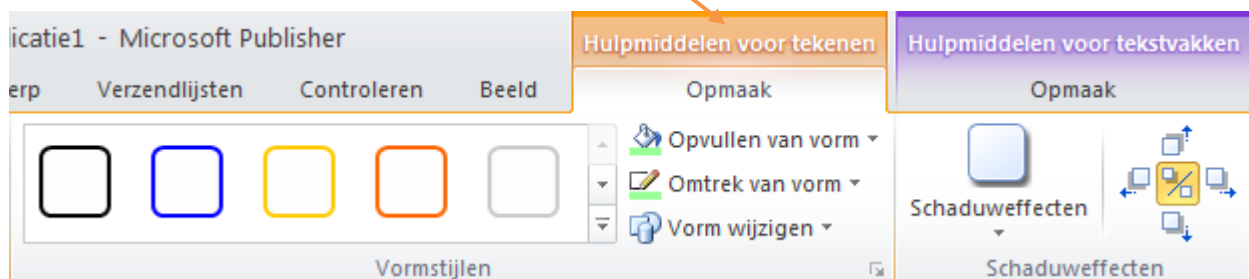 licatie1 - Microsoft Publisher
Hulpmiddelen voor tekenen
Hulpmiddelen voor tekstvakken
erp Verzendlijsten Controleren Beeld Opmaak Opmaak
Opvullen van vorm
Omtrek van vorm
Vorm wijzigen
Schaduweffecten
Vormstijlen
Schaduweffecten